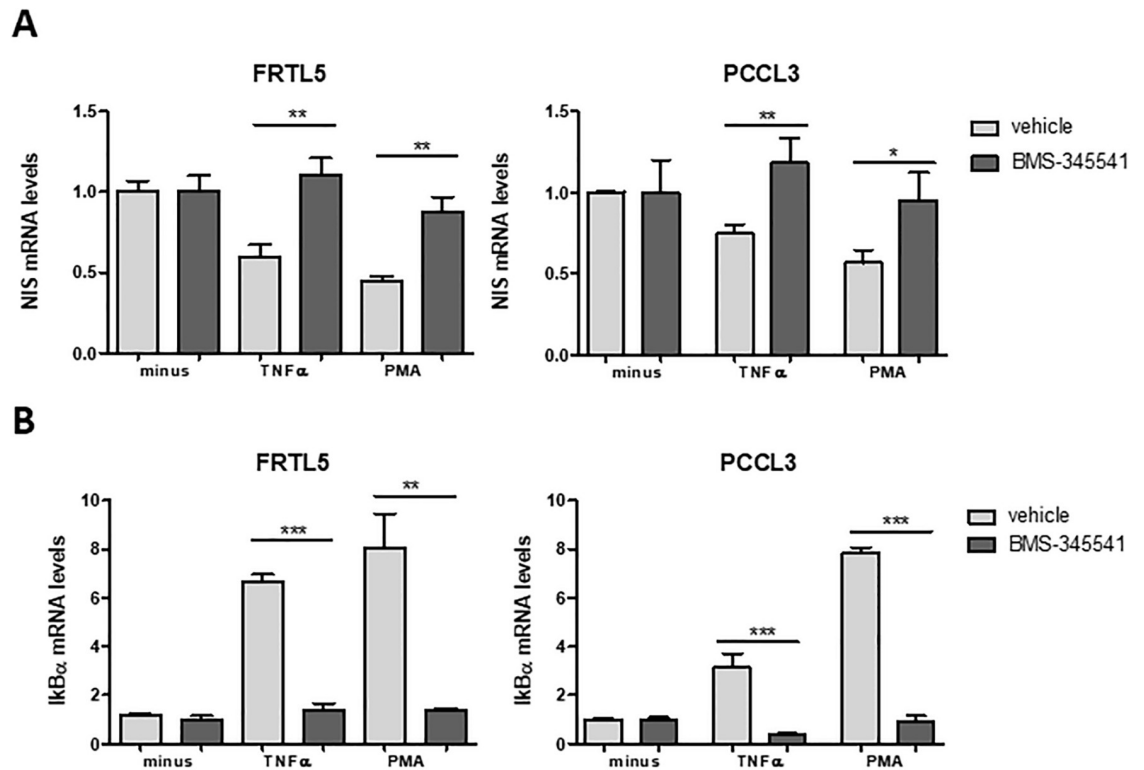 A
FRTL5
PCCL3
NIS mRNA levels
1.5
1.0
0.5
0.0
**
**
minus
TNFα
PMA
NIS mRNA levels
1.5
1.0
0.5
0.0
**
*
minus
TNFα
PMA
vehicle
BMS-345541
B
FRTL5
PCCL3
IkBα mRNA levels
10
8
6
4
2
0
***
**
minus
TNFα
PMA
IkBα mRNA levels
10
8
6
4
2
0
***
***
minus
TNFα
PMA
vehicle
BMS-345541